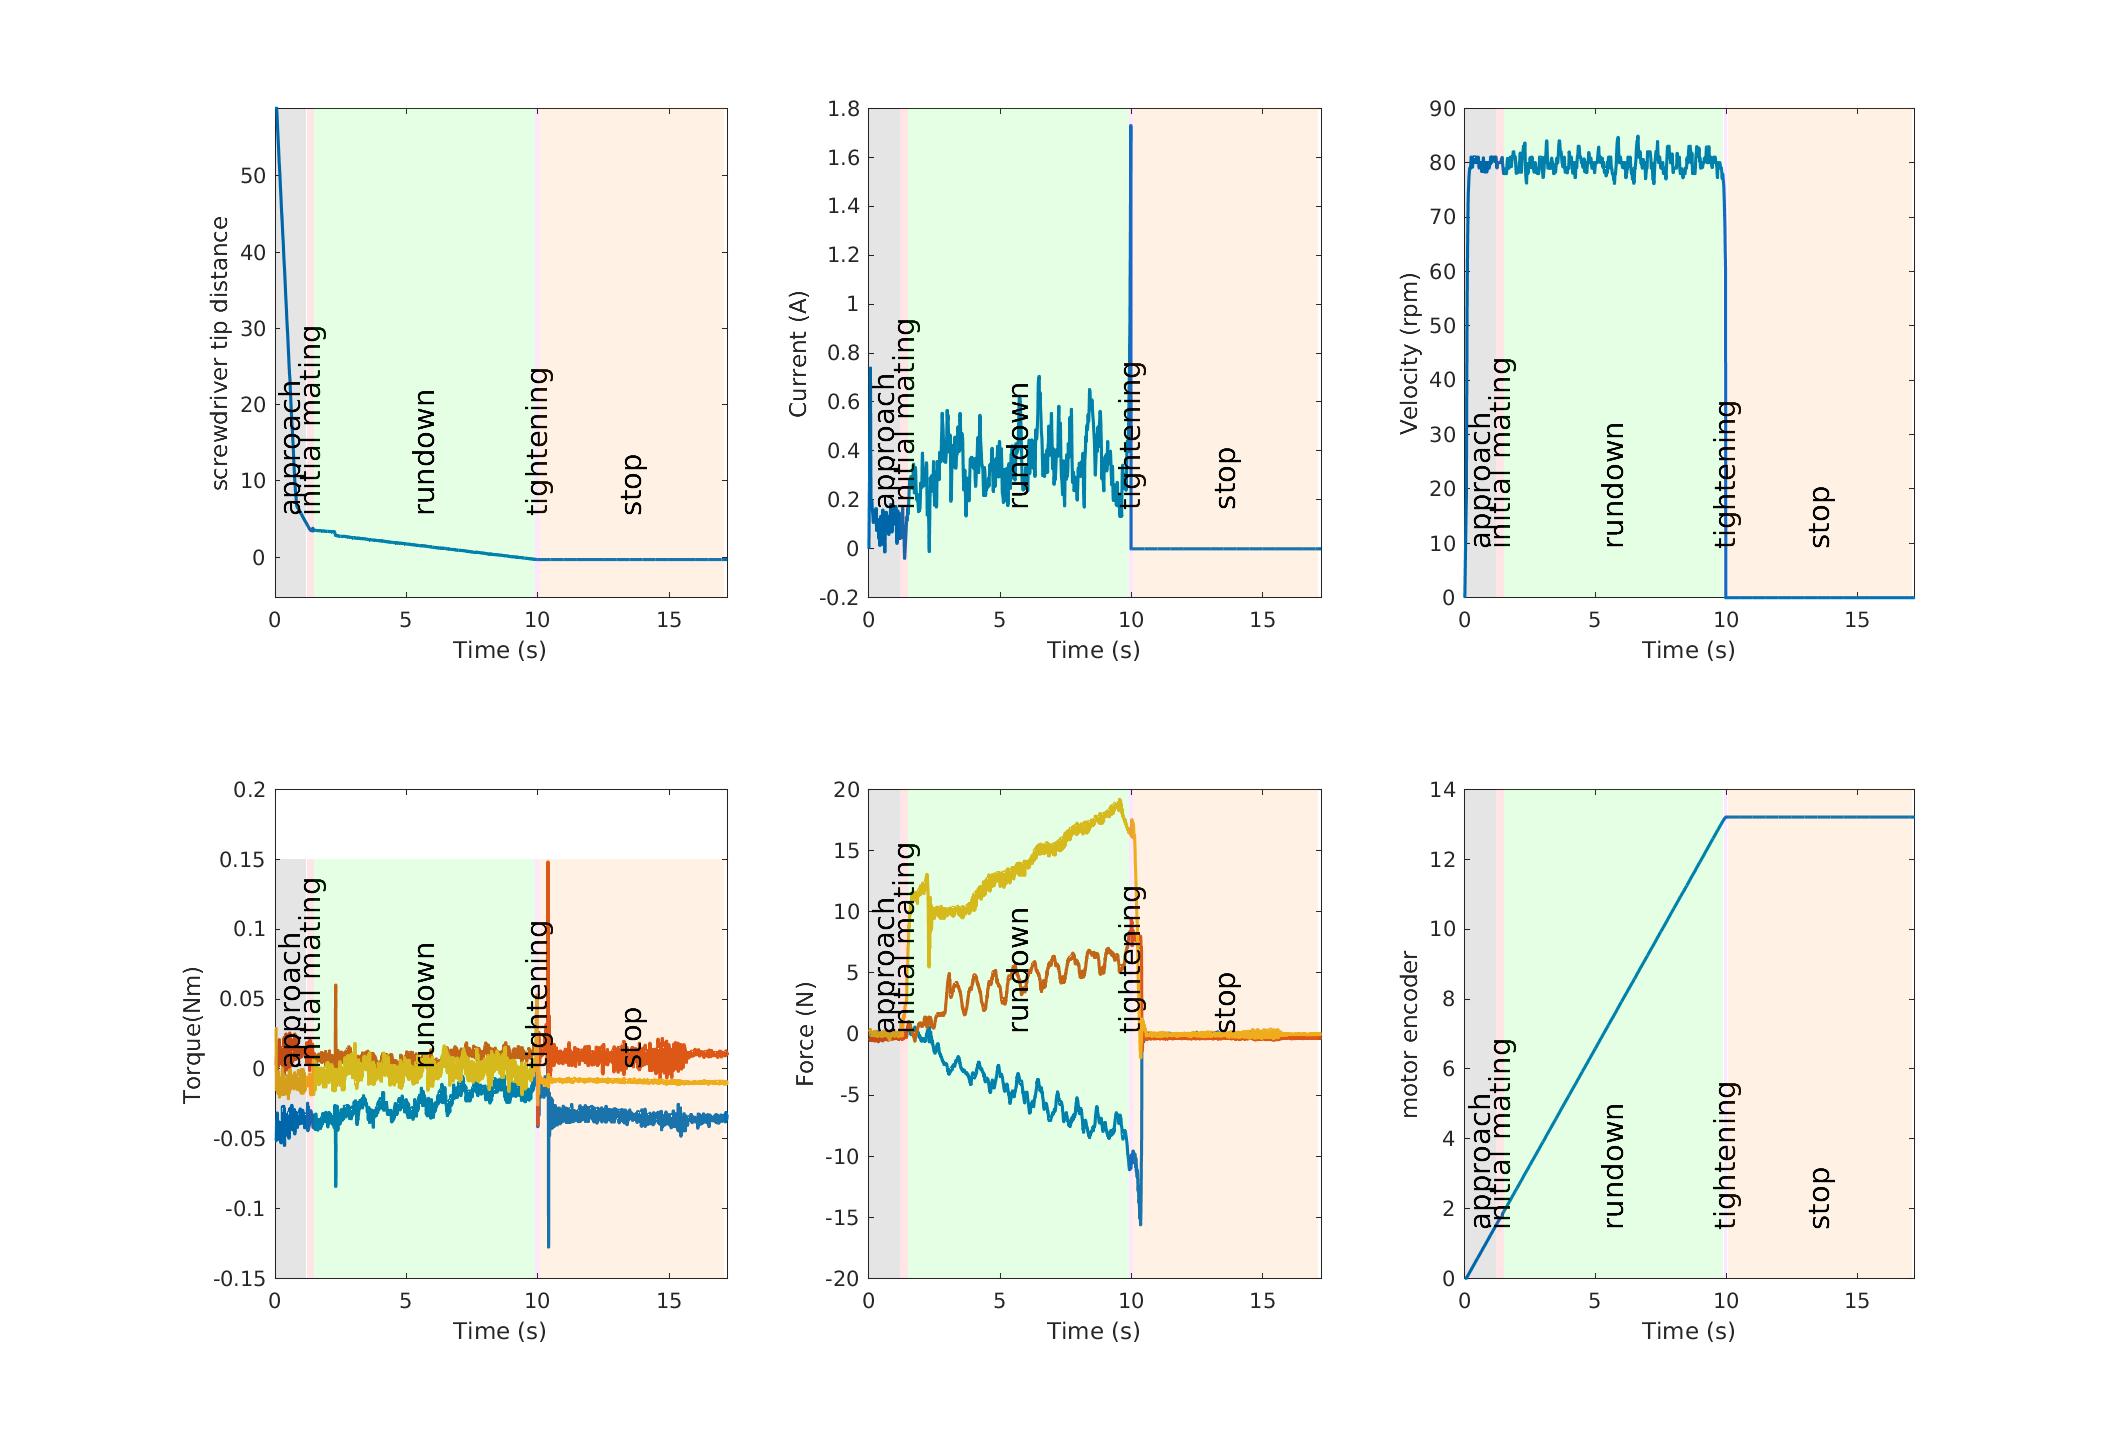 screwdriver tip distance
50
40
30
20
10
0
approach
initial mating
rundown
tightening
stop
0 5 10 15
Time (s)
Current (A)
1.8
1.6
1.4
1.2
1
0.8
0.6
0.4
0.2
0
-0.2
approach
initial mating
rundown
tightening
stop
0 5 10 15
Time (s)
Velocity (rpm)
90
80
70
60
50
40
30
20
10
0
approach
initial mating
rundown
tightening
stop
0 5 10 15
Time (s)
Torque(Nm)
0.2
0.15
0.1
0.05
0
-0.05
-0.1
-0.15
approach
initial mating
rundown
tightening
stop
0 5 10 15
Time (s)
Force (N)
20
15
10
5
0
-5
-10
-15
-20
approach
initial mating
rundown
tightening
stop
0 5 10 15
Time (s)
motor encoder
14
12
10
8
6
4
2
0
approach
initial mating
rundown
tightening
stop
0 5 10 15
Time (s)